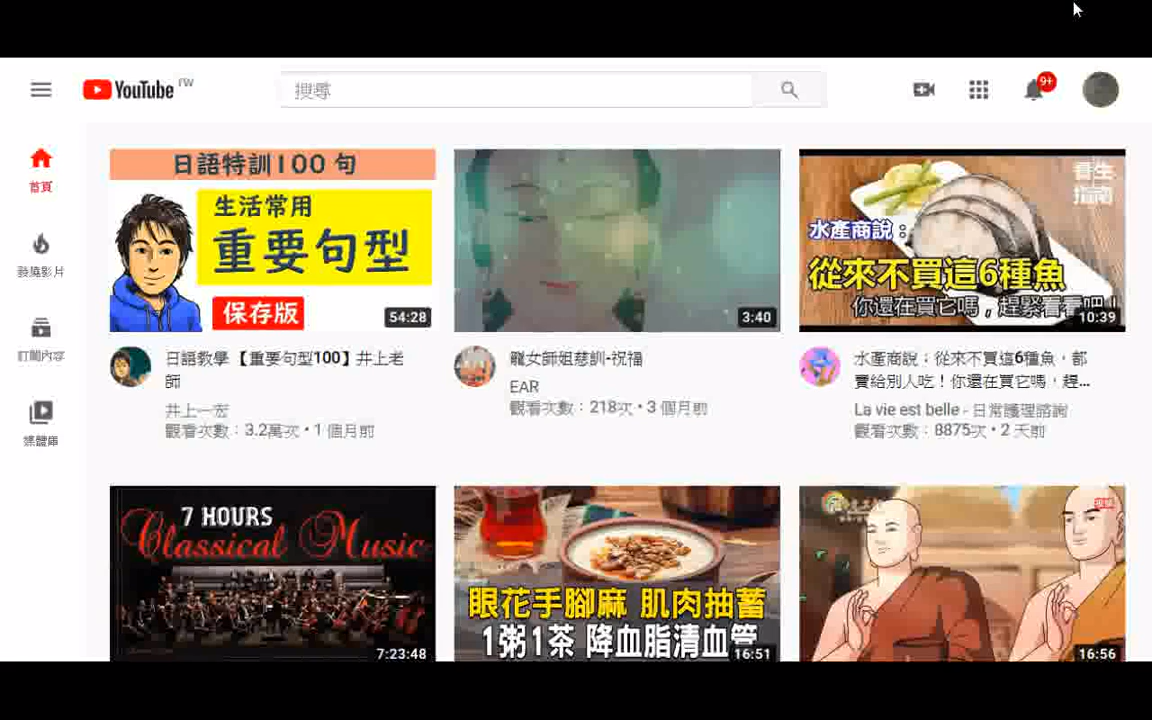 YouTube TW
搜尋
9+
首頁
發燒影片
訂閱內容
媒體庫
日語特訓100 句
生活常用
重要句型
保存版
54:28
日語教學 【重要句型100】井上老
師
井上一宏
觀看次數：3.2萬次 • 1 個月前
3:40
寵女師姐慈訓-祝福
EAR
觀看次數：218次 • 3 個月前
養生
指南
水產商說：
從來不買這6種魚
你還在買它嗎，趕緊看看吧！
10:39
水產商說：從來不買這6種魚，都
賣給別人吃！你還在買它嗎，趕...
La vie est belle - 日常護理諮詢
觀看次數：8875次 • 2 天前
7 HOURS
Classical Music
7:23:48
眼花手腳麻 肌肉抽蓄
1粥1茶 降血脂清血管
16:51
16:56